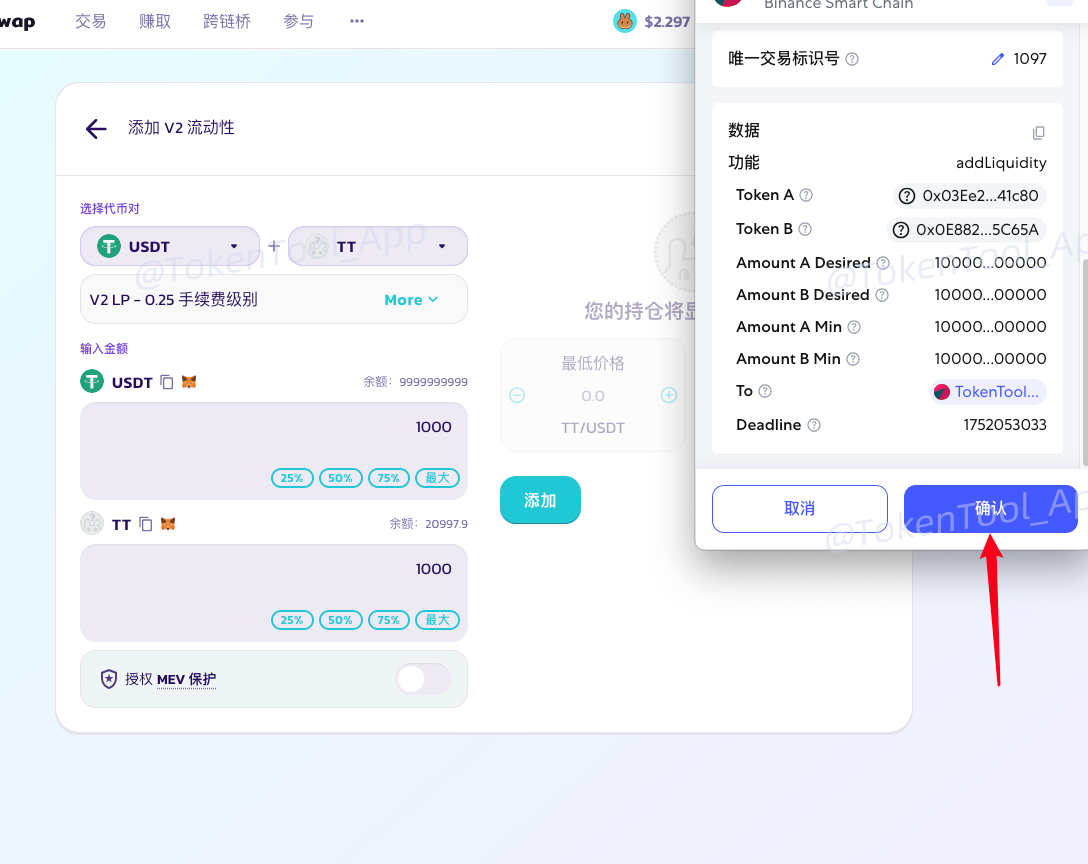 wap 交易 赚取 跨链桥 参与 ••• $2.297
添加 V2 流动性
选择代币对
USDT + TT
V2 LP - 0.25 手续费级别 More
输入金额
USDT 余额: 9999999999
1000
25% 50% 75% 最大
TT 余额: 20997.9
1000
25% 50% 75% 最大
授权 MEV 保护
您的持仓将显
最低价格
0.0
TT/USDT
添加
Binance Smart Chain
唯一交易标识号 1097
数据
功能 addLiquidity
Token A 0x03Ee2...41c80
Token B 0x0E882...5C65A
Amount A Desired 10000...00000
Amount B Desired 10000...00000
Amount A Min 10000...00000
Amount B Min 10000...00000
To TokenTool...
Deadline 1752053033
取消 确认
@TokenTool_App
@TokenTool_Ap
@TokenTool_Ap